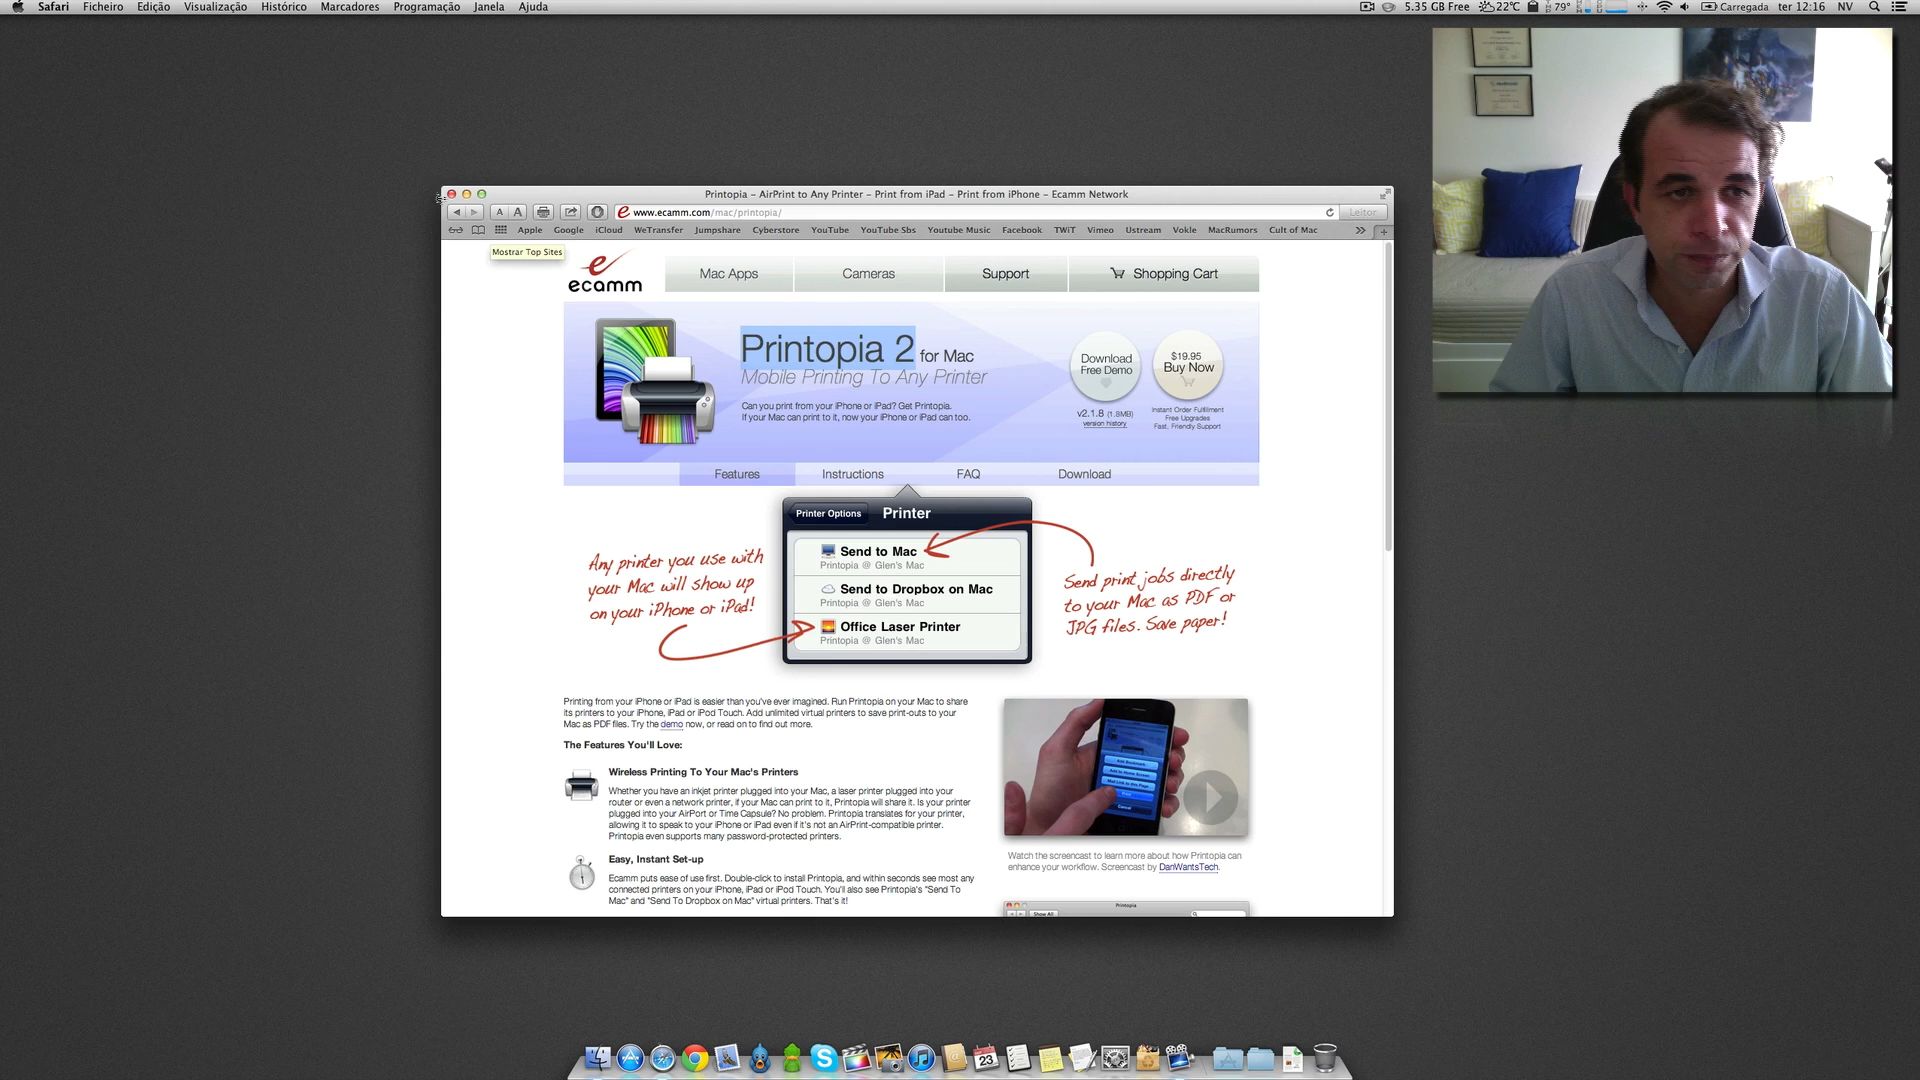 Safari Ficheiro Edição Visualização Histórico Marcadores Programação Janela Ajuda
5.35 GB Free 22°C 79° Carregada ter 12:16 NV
Printopia – AirPrint to Any Printer – Print from iPad – Print from iPhone – Ecamm Network
A A www.ecamm.com/mac/printopia/ Leitor
Apple Google iCloud WeTransfer Jumpshare Cyberstore YouTube YouTube Sbs Youtube Music Facebook TWiT Vimeo Ustream Vokle MacRumors Cult of Mac
Mostrar Top Sites
ecamm
Mac Apps Cameras Support Shopping Cart
Printopia 2 for Mac
Mobile Printing To Any Printer
Can you print from your iPhone or iPad? Get Printopia.
If your Mac can print to it, now your iPhone or iPad can too.
Download
Free Demo
v2.1.8 (1.8MB)
version history
$19.95
Buy Now
Instant Order Fulfillment
Free Upgrades
Fast, Friendly Support
Features Instructions FAQ Download
Printer Options Printer
Send to Mac
Printopia @ Glen's Mac
Send to Dropbox on Mac
Printopia @ Glen's Mac
Office Laser Printer
Printopia @ Glen's Mac
Any printer you use with
your Mac will show up
on your iPhone or iPad!
Send print jobs directly
to your Mac as PDF or
JPG files. Save paper!
Printing from your iPhone or iPad is easier than you've ever imagined. Run Printopia on your Mac to share
its printers to your iPhone, iPad or iPod Touch. Add unlimited virtual printers to save print-outs to your
Mac as PDF files. Try the demo now, or read on to find out more.
The Features You'll Love:
Wireless Printing To Your Mac's Printers
Whether you have an inkjet printer plugged into your Mac, a laser printer plugged into your
router or even a network printer, if your Mac can print to it, Printopia will share it. Is your printer
plugged into your AirPort or Time Capsule? No problem. Printopia translates for your printer,
allowing it to speak to your iPhone or iPad even if it's not an AirPrint-compatible printer.
Printopia even supports many password-protected printers.
Easy, Instant Set-up
Ecamm puts ease of use first. Double-click to install Printopia, and within seconds see most any
connected printers on your iPhone, iPad or iPod Touch. You'll also see Printopia's "Send To
Mac" and "Send To Dropbox on Mac" virtual printers. That's it!
Add Bookmark
Add to Home Screen
Mail Link to this Page
Print
Cancel
Watch the screencast to learn more about how Printopia can
enhance your workflow. Screencast by DanWantsTech.
Printopia
Show All
23